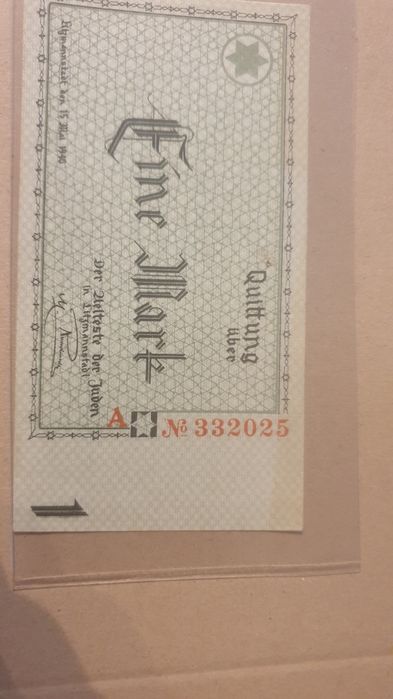 Quittung
über
Eine Mark
Der Aelteste der Juden
in Litzmannstadt
Litzmannstadt, den 15. Mai 1940
A № 332025
1